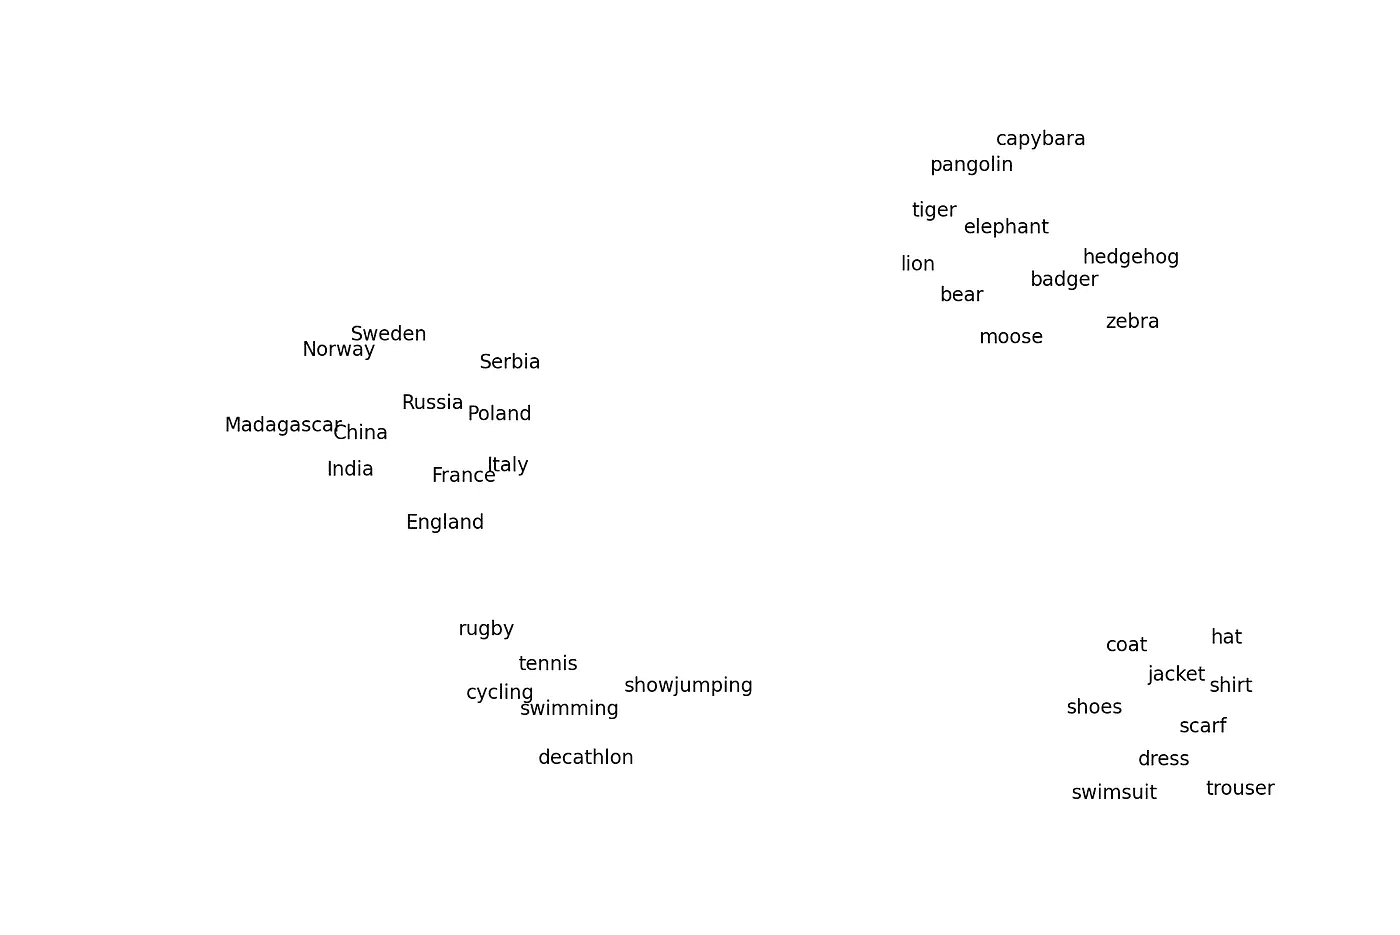 capybara
pangolin
tiger
elephant
hedgehog
lion
badger
bear
zebra
moose
Sweden
Norway
Serbia
Russia
Poland
Madagascar
China
Italy
India
France
England
rugby
tennis
showjumping
cycling
swimming
decathlon
hat
coat
jacket
shirt
shoes
scarf
dress
trouser
swimsuit